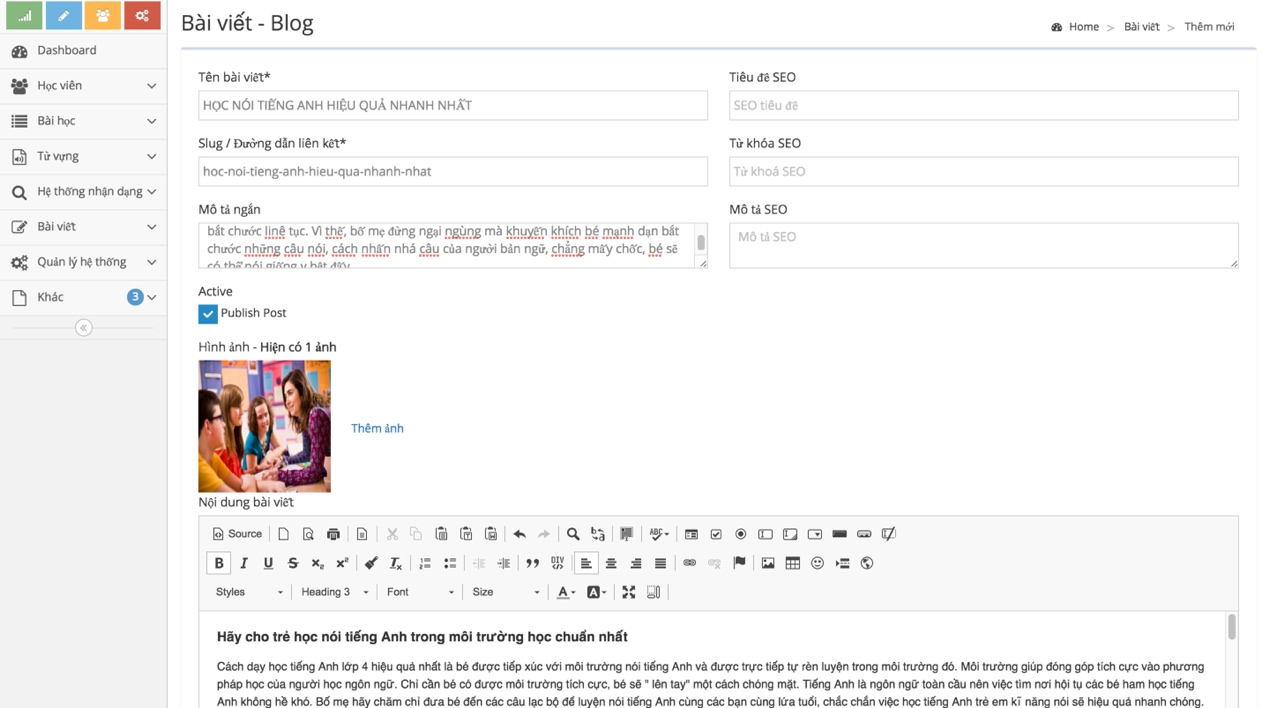 Bài viết - Blog
Home > Bài viết > Thêm mới
Dashboard
Học viên
Bài học
Từ vựng
Hệ thống nhận dạng
Bài viết
Quản lý hệ thống
Khác 3
Tên bài viết*
HỌC NÓI TIẾNG ANH HIỆU QUẢ NHANH NHẤT
Tiêu đề SEO
SEO tiêu đề
Slug / Đường dẫn liên kết*
hoc-noi-tieng-anh-hieu-qua-nhanh-nhat
Từ khóa SEO
Từ khoá SEO
Mô tả ngắn
bắt chước linê tục. Vì thế, bố mẹ đừng ngại ngùng mà khuyến khích bé mạnh dạn bắt
chước những câu nói, cách nhấn nhá câu của người bản ngữ, chẳng mấy chốc, bé sẽ
có thể nói giống y hệt đấy
Mô tả SEO
Mô tả SEO
Active
Publish Post
Hình ảnh - Hiện có 1 ảnh
Thêm ảnh
Nội dung bài viết
Source
Styles Heading 3 Font Size
Hãy cho trẻ học nói tiếng Anh trong môi trường học chuẩn nhất
Cách dạy học tiếng Anh lớp 4 hiệu quả nhất là bé được tiếp xúc với môi trường nói tiếng Anh và được trực tiếp tự rèn luyện trong môi trường đó. Môi trường giúp đóng góp tích cực vào phương
pháp học của người học ngôn ngữ. Chỉ cần bé có được môi trường tích cực, bé sẽ " lên tay" một cách chóng mặt. Tiếng Anh là ngôn ngữ toàn cầu nên việc tìm nơi hội tụ các bé ham học tiếng
Anh không hề khó. Bố mẹ hãy chăm chỉ đưa bé đến các câu lạc bộ để luyện nói tiếng Anh cùng các bạn cùng lứa tuổi, chắc chắn việc học tiếng Anh trẻ em kĩ năng nói sẽ hiệu quả nhanh chóng.